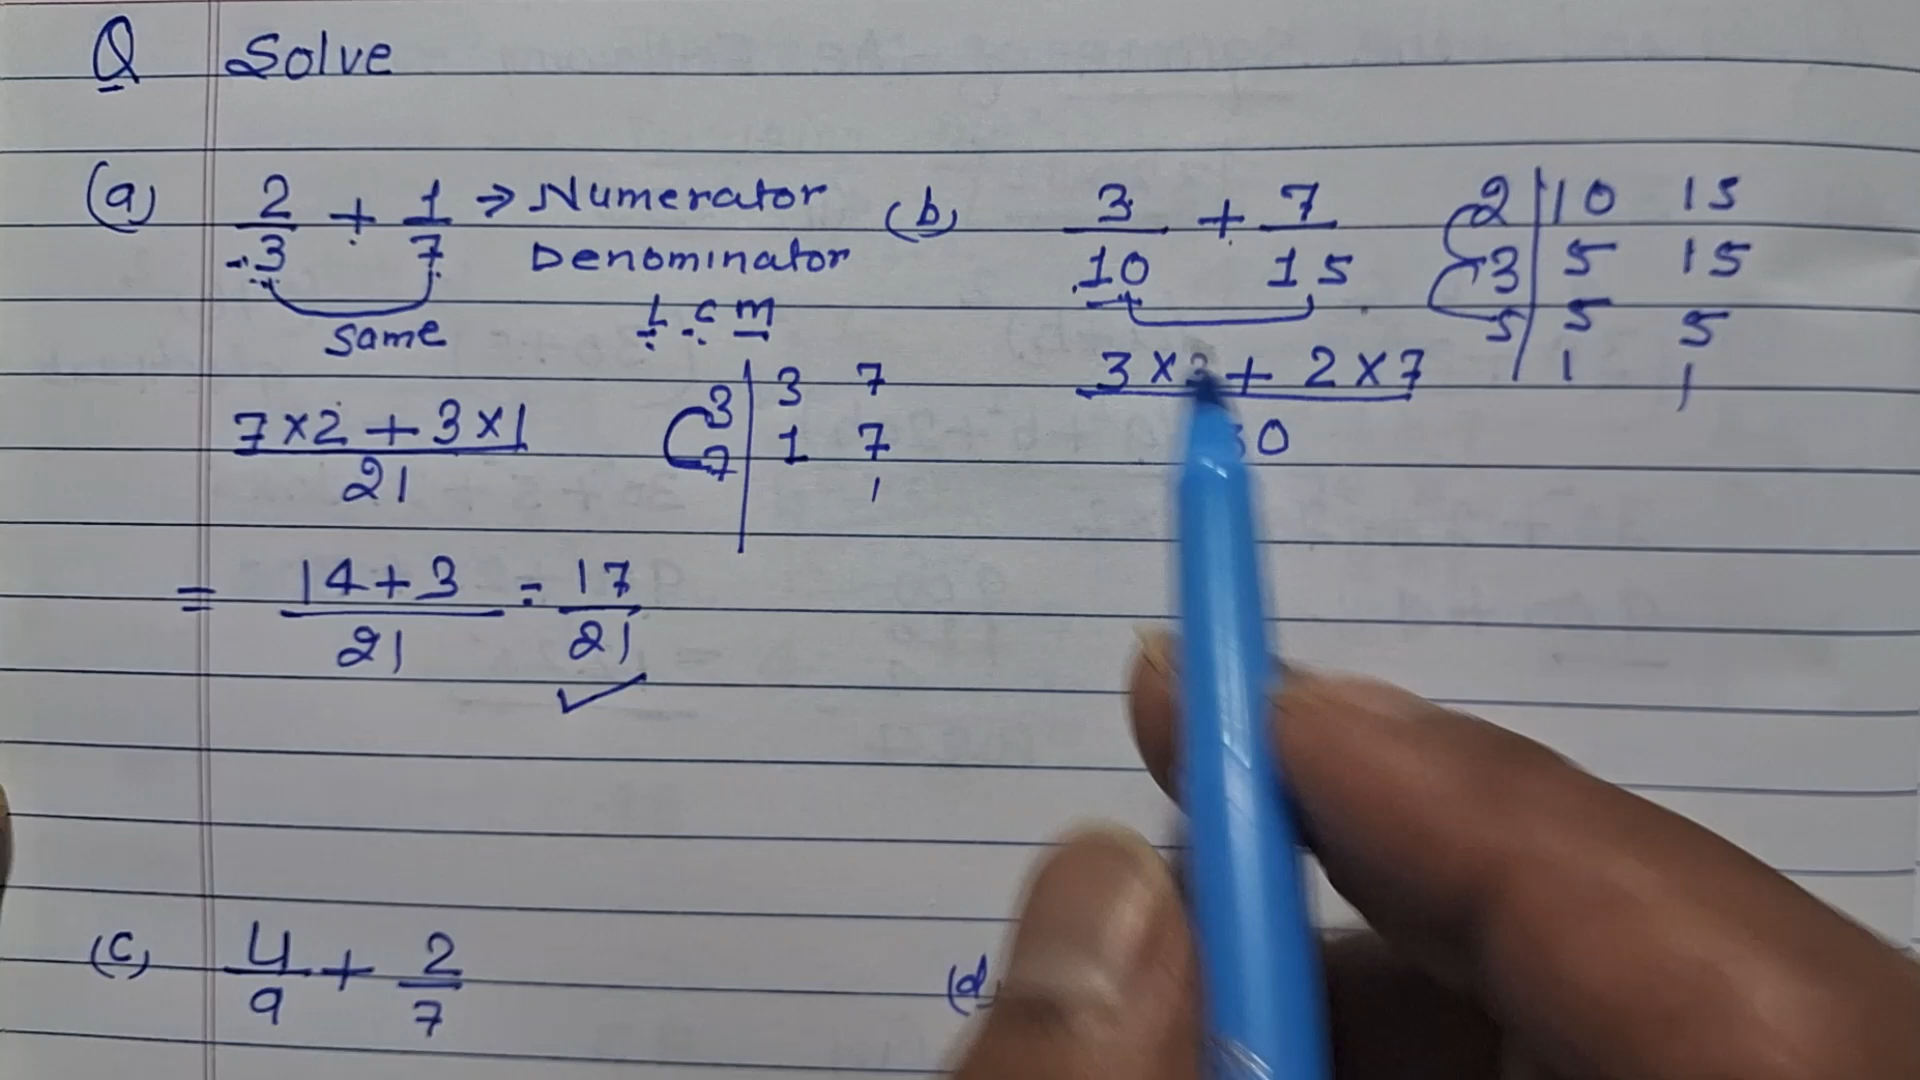 Q Solve
(a) 2/3 + 1/7 → Numerator
Denominator
same
L.C.M
3 | 3 7
7 | 1 7
1
7×2 + 3×1 / 21
= 14+3 / 21 = 17/21 ✓
(b) 3/10 + 7/15
2 | 10 15
3 | 5 15
5 | 5 5
1 1
3×3 + 2×7 / 30
(c) 4/9 + 2/7
(d)